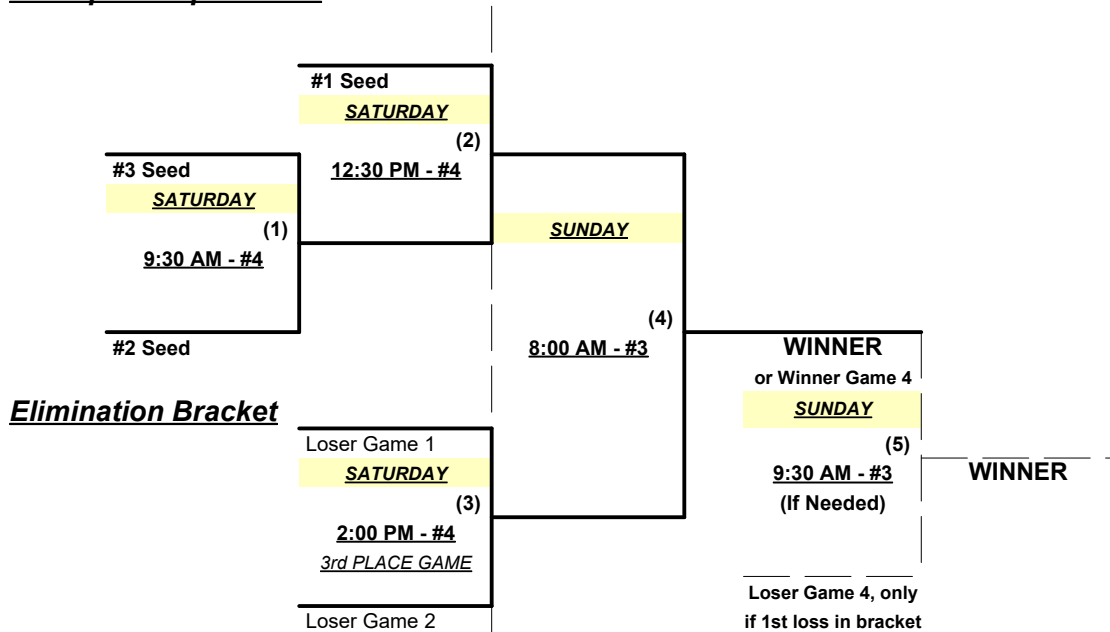 #1 Seed
SATURDAY
(2)
12:30 PM - #4
#3 Seed
SATURDAY
(1)
9:30 AM - #4
#2 Seed
SUNDAY
(4)
8:00 AM - #3
WINNER
or Winner Game 4
SUNDAY
(5)
9:30 AM - #3
(If Needed)
WINNER
Loser Game 4, only
if 1st loss in bracket
Elimination Bracket
Loser Game 1
SATURDAY
(3)
2:00 PM - #4
3rd PLACE GAME
Loser Game 2